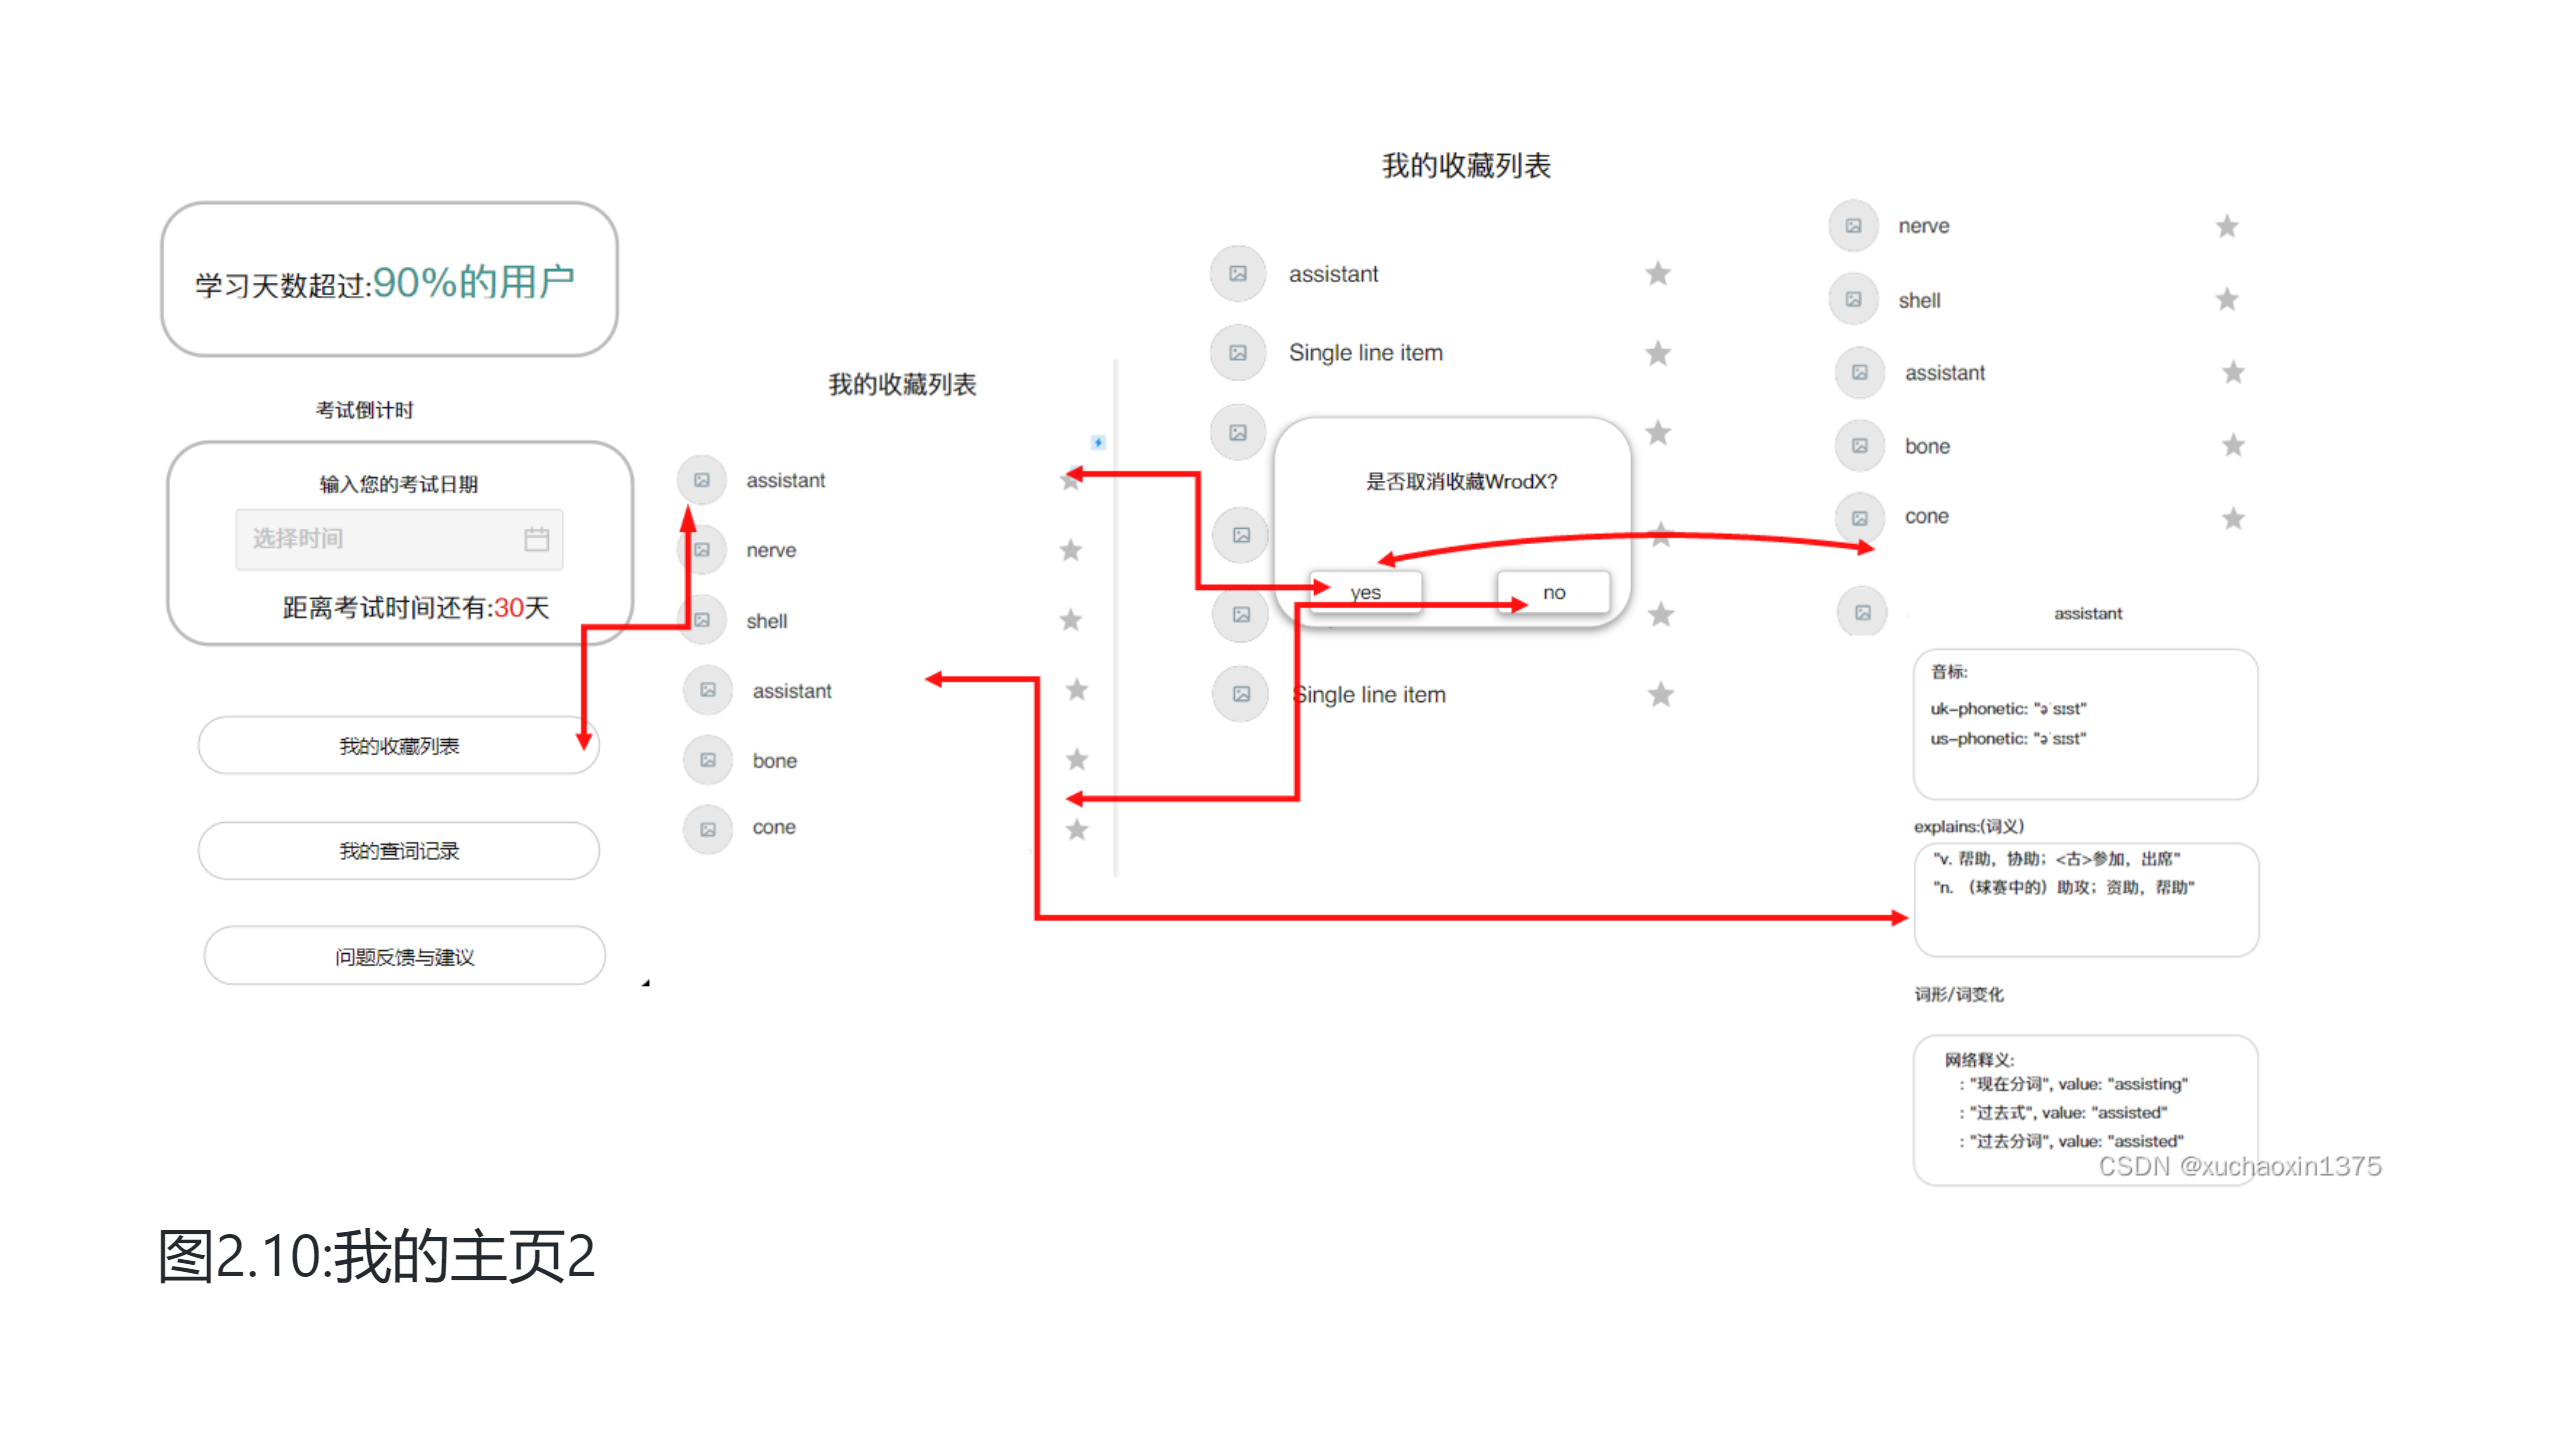 学习天数超过:90%的用户
考试倒计时
输入您的考试日期
选择时间
距离考试时间还有:30天
我的收藏列表
我的查词记录
问题反馈与建议
我的收藏列表
assistant
nerve
shell
assistant
bone
cone
我的收藏列表
assistant
Single line item
是否取消收藏WrodX?
yes
no
Single line item
nerve
shell
assistant
bone
cone
assistant
音标:
uk-phonetic: "əˈsɪst"
us-phonetic: "əˈsɪst"
explains:(词义)
"v. 帮助，协助；<古>参加，出席"
"n. （球赛中的）助攻；资助，帮助"
词形/词变化
网络释义:
: "现在分词", value: "assisting"
: "过去式", value: "assisted"
: "过去分词", value: "assisted"
CSDN @xuchaoxin1375
图2.10:我的主页2